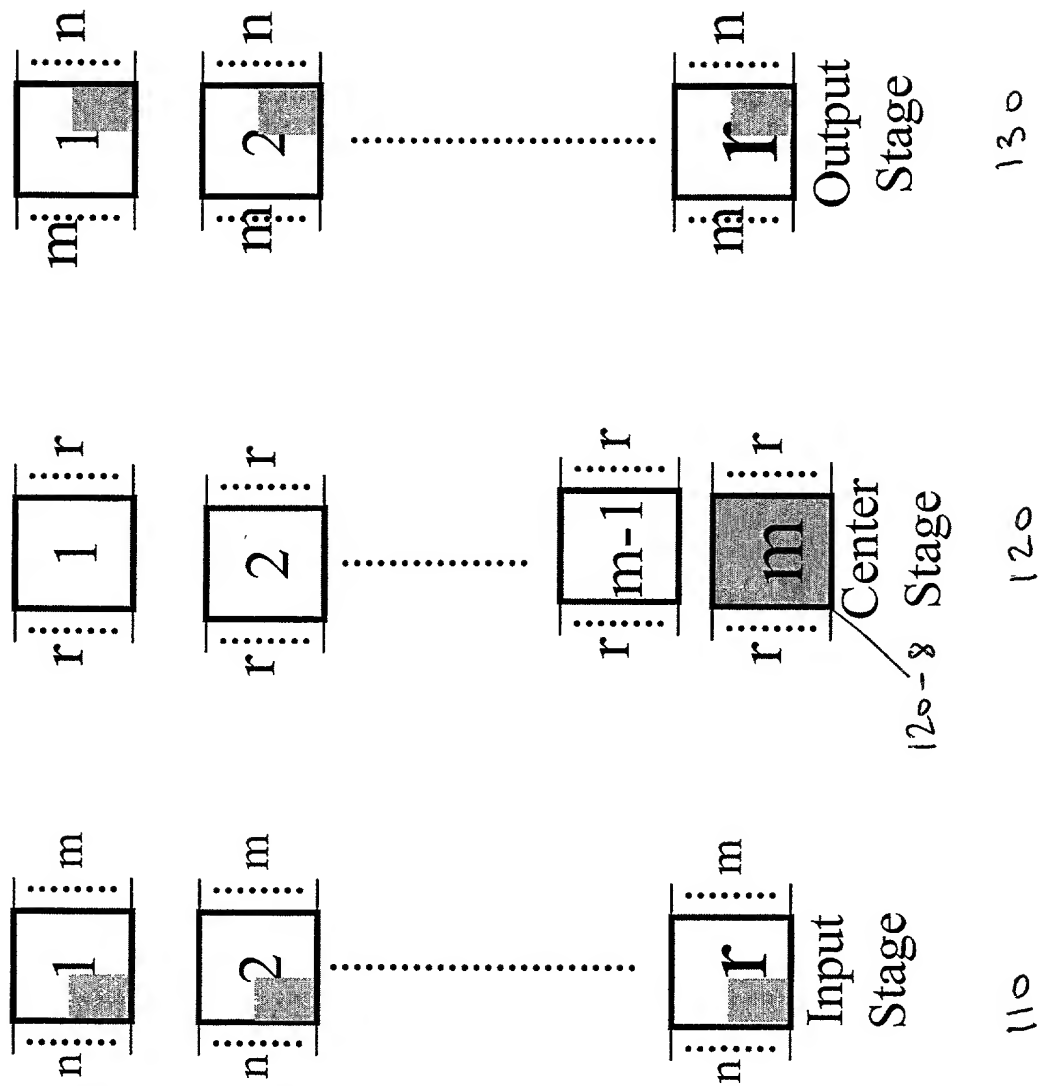 n 1 m r 1 r m 1 n
n 2 m r 2 r m 2 n
r m-1 r
n r m r m r m r n
Input Center Output
Stage Stage Stage
120-8
110 120 130